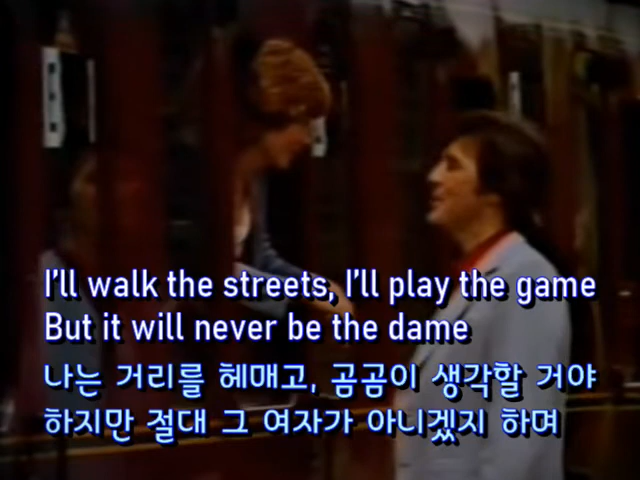 I'll walk the streets, I'll play the game
But it will never be the dame
나는 거리를 헤매고, 곰곰이 생각할 거야
하지만 절대 그 여자가 아니겠지 하며